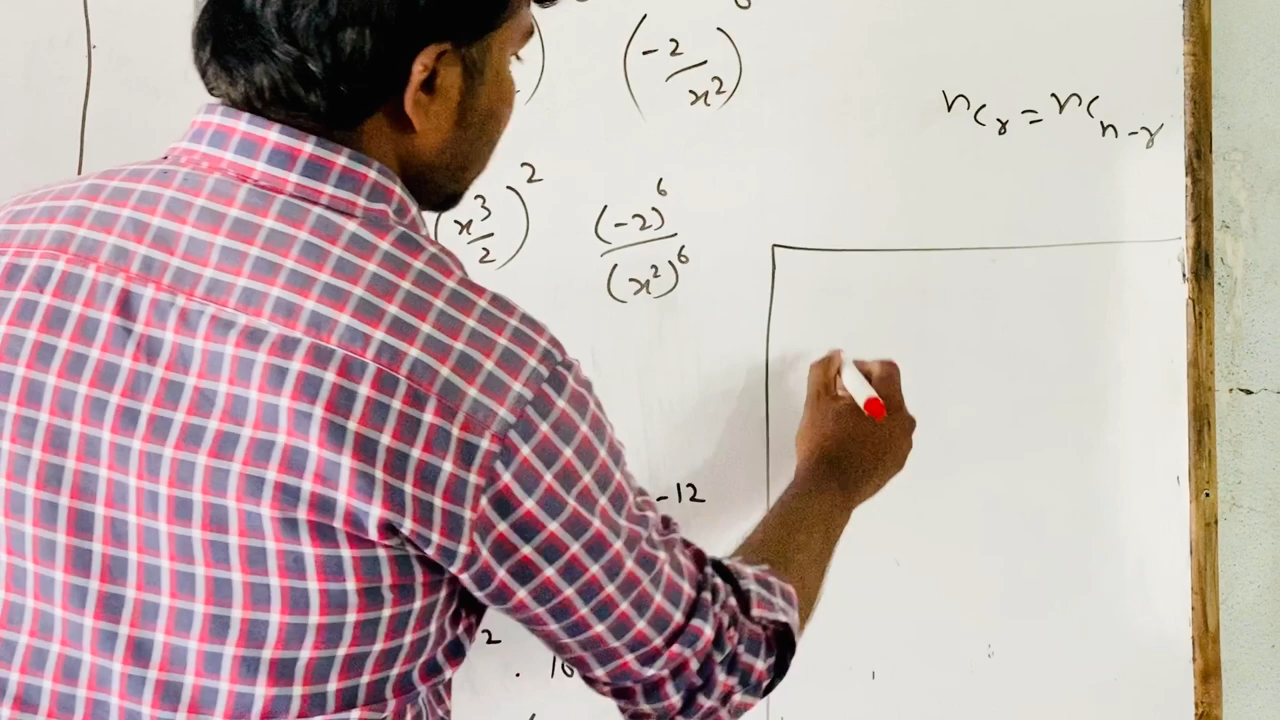 (-2/x²)
nCr = nCn-r
(x³/2)² (-2)⁶/(x²)⁶
-12
2
. 16